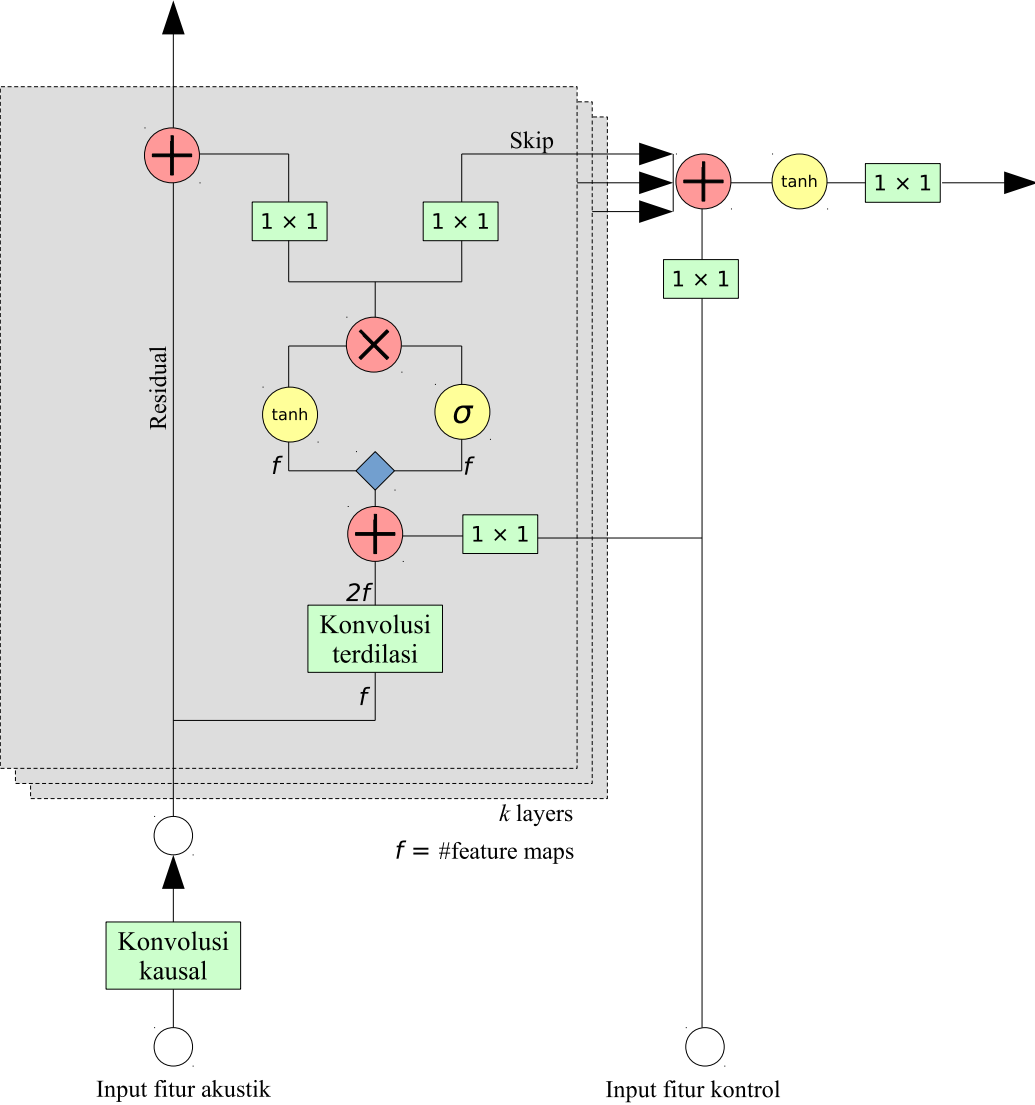 Skip
tanh
1 × 1
1 × 1
1 × 1
1 × 1
Residual
tanh
σ
f
f
1 × 1
2f
Konvolusi
terdilasi
f
k layers
f = #feature maps
Konvolusi
kausal
Input fitur akustik
Input fitur kontrol